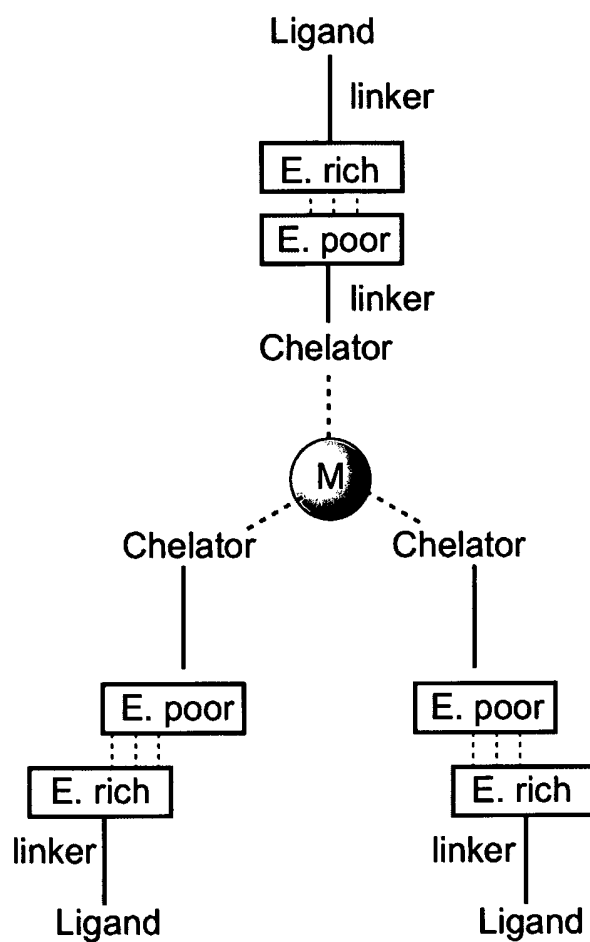 Ligand
linker
E. rich
E. poor
linker
Chelator
M
Chelator Chelator
E. poor E. poor
E. rich E. rich
linker linker
Ligand Ligand